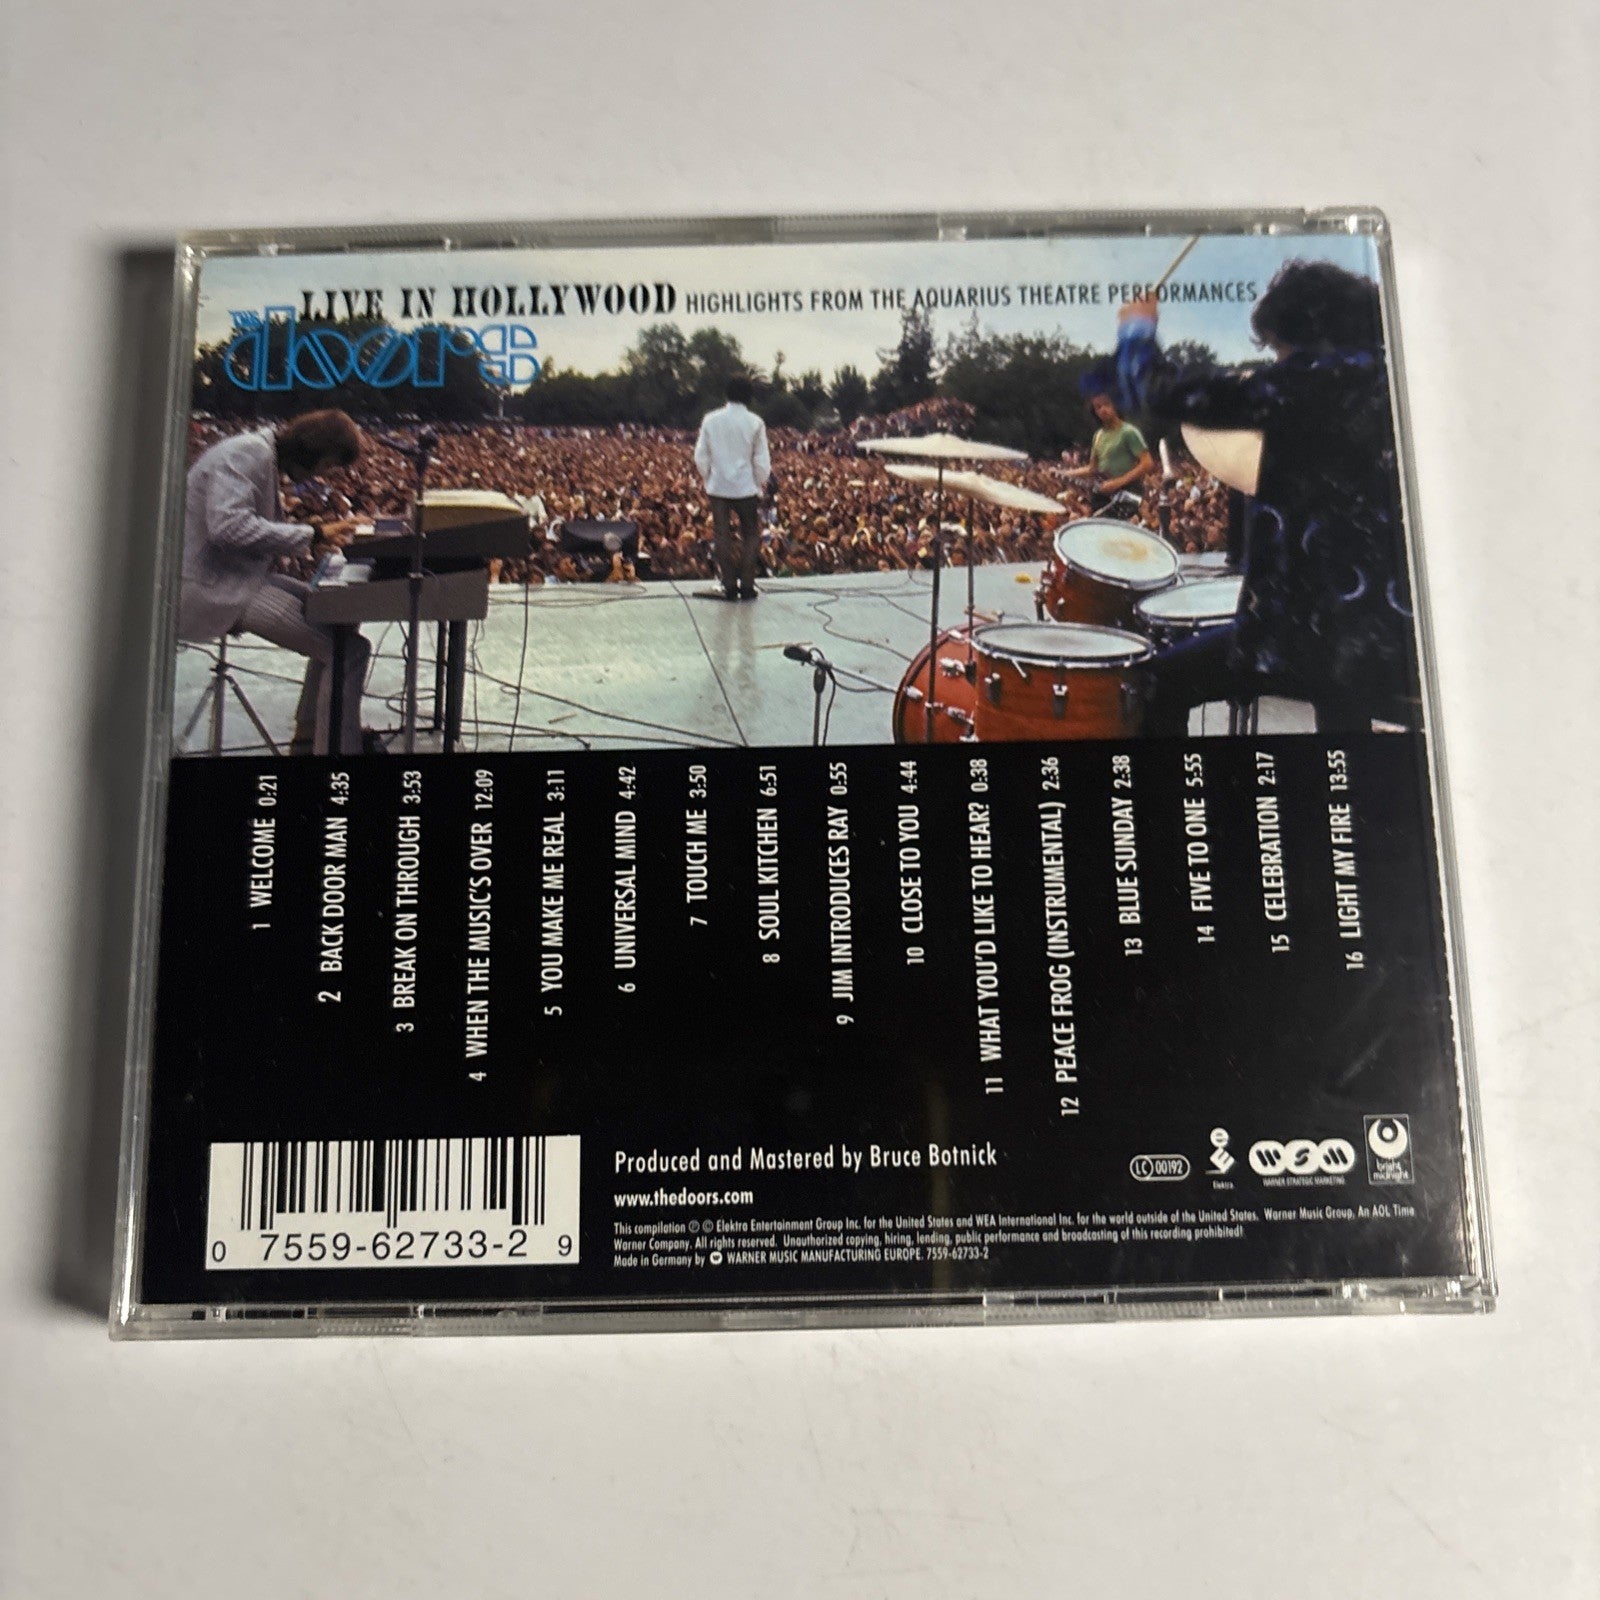 LIVE IN HOLLYWOOD HIGHLIGHTS FROM THE AQUARIUS THEATRE PERFORMANCES
THE doors
1 WELCOME 0:21
2 BACK DOOR MAN 4:35
3 BREAK ON THROUGH 3:53
4 WHEN THE MUSIC'S OVER 12:09
5 YOU MAKE ME REAL 3:11
6 UNIVERSAL MIND 4:42
7 TOUCH ME 3:50
8 SOUL KITCHEN 6:51
9 JIM INTRODUCES RAY 0:55
10 CLOSE TO YOU 4:44
11 WHAT YOU'D LIKE TO HEAR? 0:38
12 PEACE FROG (INSTRUMENTAL) 2:36
13 BLUE SUNDAY 2:38
14 FIVE TO ONE 5:55
15 CELEBRATION 2:17
16 LIGHT MY FIRE 13:55
0 7559-62733-2 9
Produced and Mastered by Bruce Botnick
www.thedoors.com
This compilation ℗ © Elektra Entertainment Group Inc. for the United States and WEA International Inc. for the world outside of the United States. Warner Music Group, An AOL Time
Warner Company. All rights reserved. Unauthorized copying, hiring, lending, public performance and broadcasting of this recording prohibited!
Made in Germany by WARNER MUSIC MANUFACTURING EUROPE. 7559-62733-2
LC 00192
Elektra
WSM
WARNER STRATEGIC MARKETING
bright
midnight